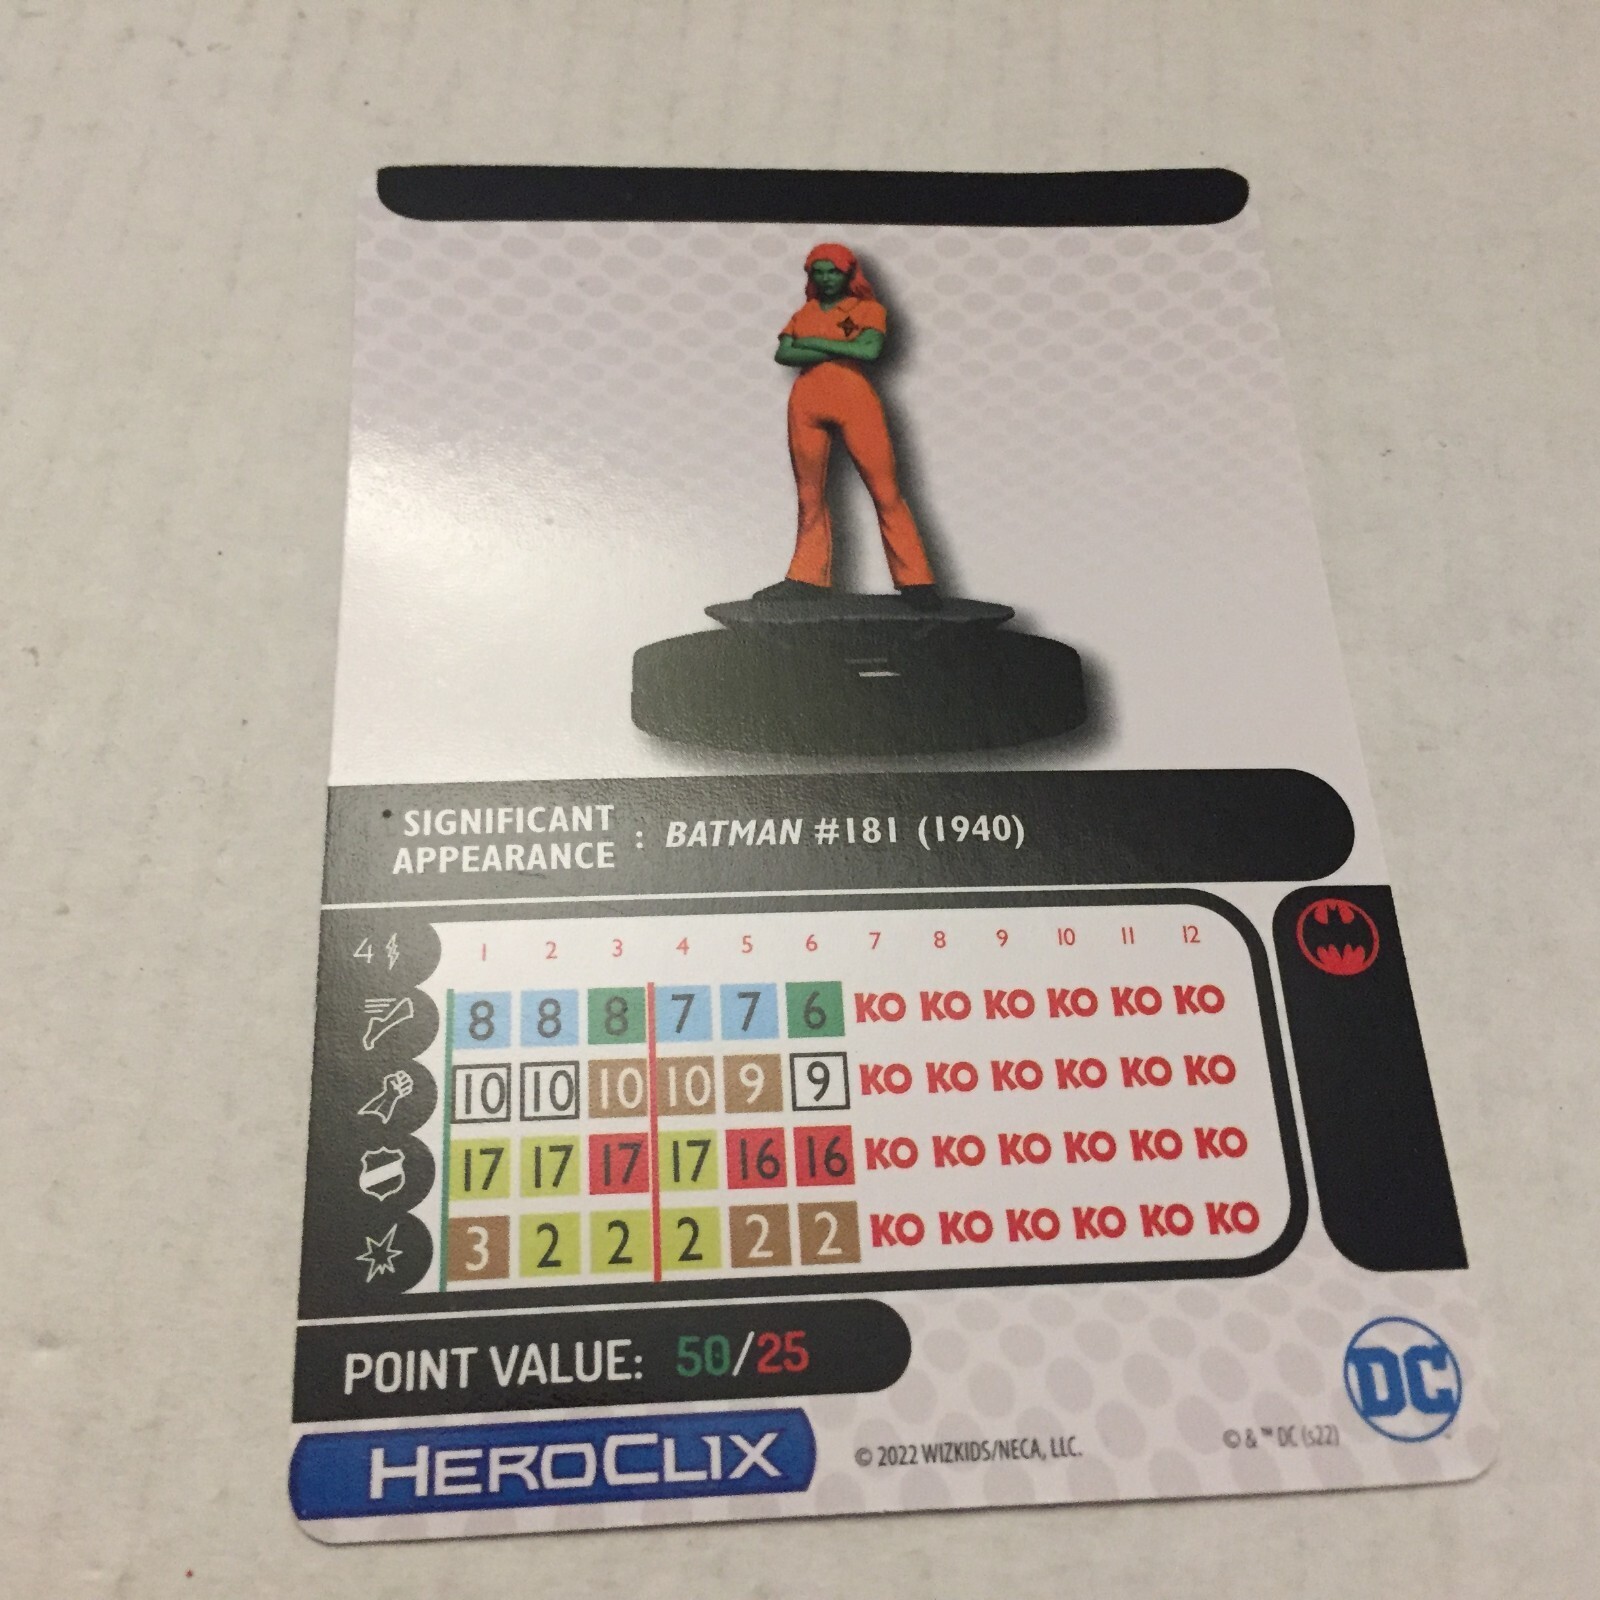 SIGNIFICANT
APPEARANCE : BATMAN #181 (1940)
4 1 2 3 4 5 6 7 8 9 10 11 12
8 8 8 7 7 6 KO KO KO KO KO KO
10 10 10 10 9 9 KO KO KO KO KO KO
17 17 17 17 16 16 KO KO KO KO KO KO
3 2 2 2 2 2 KO KO KO KO KO KO
POINT VALUE: 50/25
DC
HEROCLIX
© 2022 WIZKIDS/NECA, LLC.
© & ™ DC (s22)